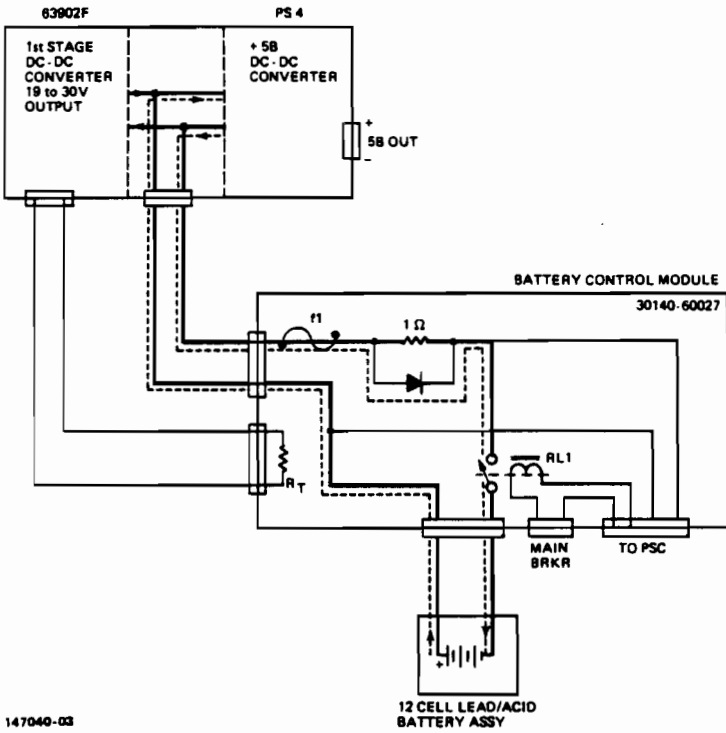 63902F
PS 4
1st STAGE
DC-DC
CONVERTER
19 to 30V
OUTPUT
+ 5B
DC-DC
CONVERTER
+
5B OUT
-
BATTERY CONTROL MODULE
30140-60027
f1
1 Ω
RT
RL1
MAIN
BRKR
TO PSC
+
12 CELL LEAD/ACID
BATTERY ASSY
147040-03